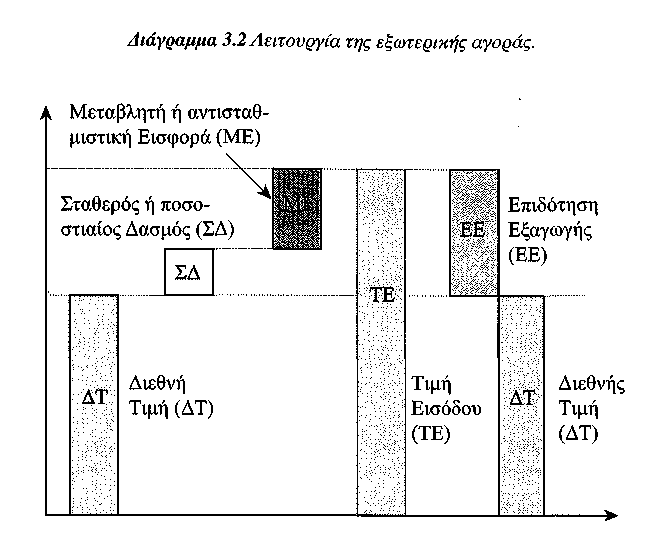 Διάγραμμα 3.2 Λειτουργία της εξωτερικής αγοράς.
Μεταβλητή ή αντισταθ-
μιστική Εισφορά (ΜΕ)
Σταθερός ή ποσο-
στιαίος Δασμός (ΣΔ)
ΜΕ
ΣΔ
ΔΤ
Διεθνή
Τιμή (ΔΤ)
ΤΕ
Τιμή
Εισόδου
(ΤΕ)
ΕΕ
Επιδότηση
Εξαγωγής
(ΕΕ)
ΔΤ
Διεθνής
Τιμή
(ΔΤ)